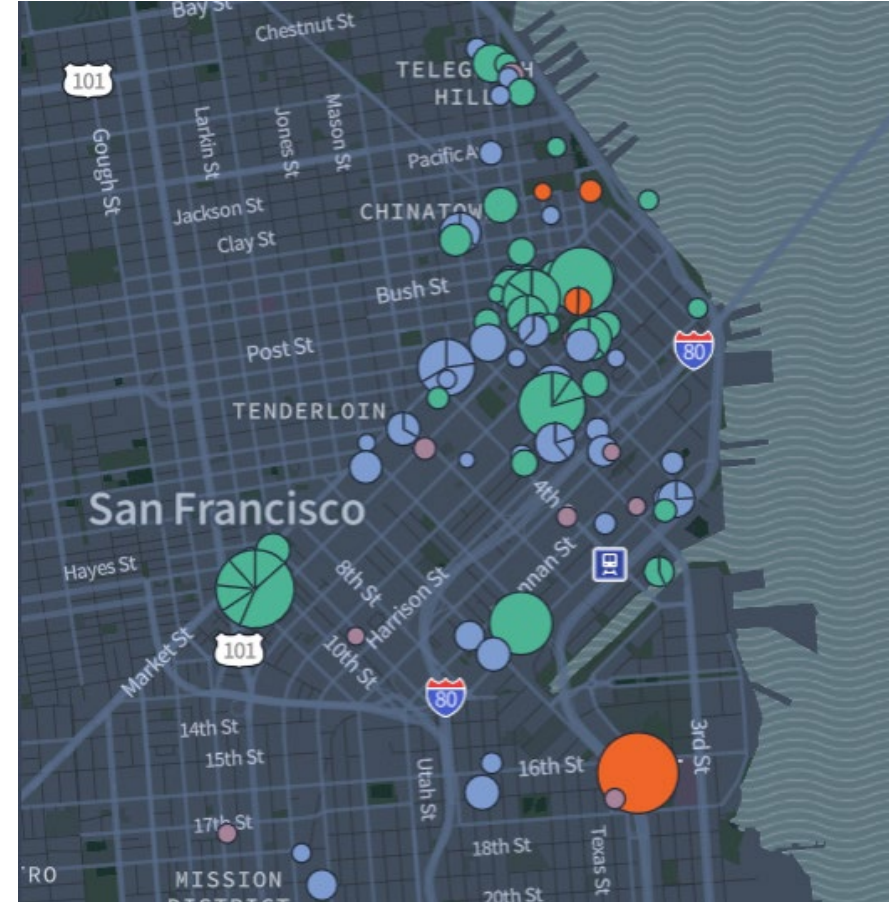 Bay St
Chestnut St
101
TELEG H
HILL
Gough St
Larkin St
Jones St
Mason St
Pacific A
Jackson St
CHINATOW
Clay St
Bush St
80
Post St
TENDERLOIN
San Francisco
4th
Hayes St
8th St
Harrison St
nnan St
101
Market St
10th St
80
14th St
15th St
Utah St
16th St
3rd St
17th St
18th St
Texas St
TRO
MISSION
DISTRICT
20th St